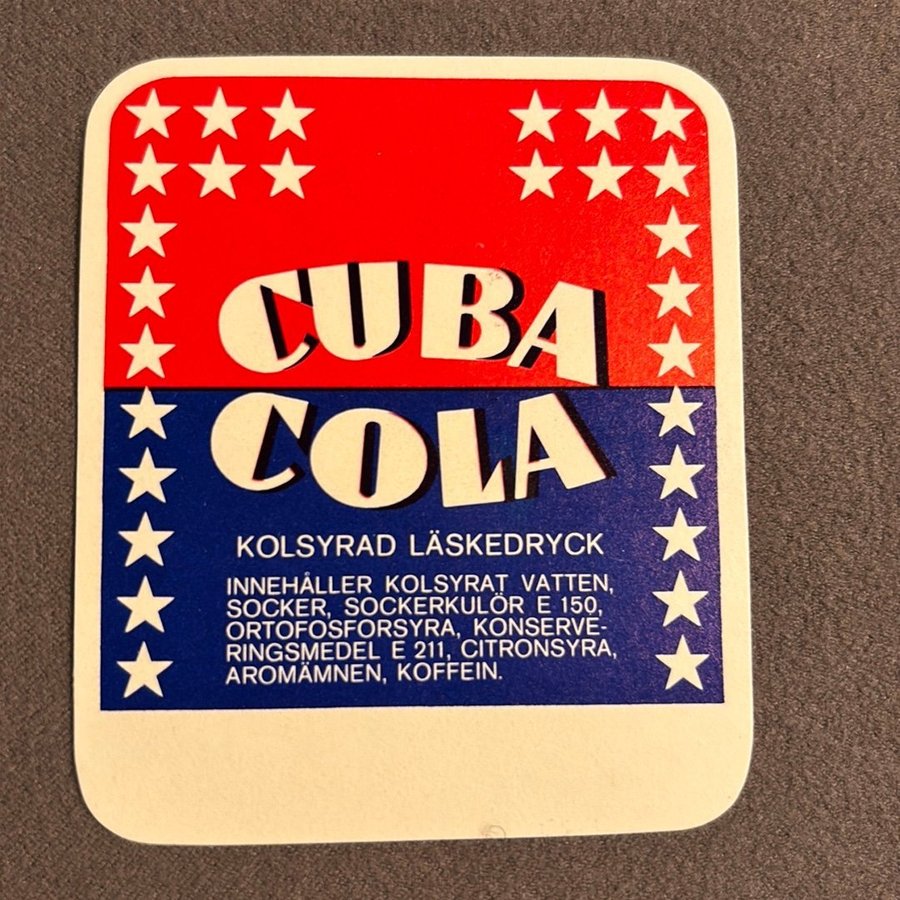 CUBA
COLA
KOLSYRAD LÄSKEDRYCK
INNEHÅLLER KOLSYRAT VATTEN,
SOCKER, SOCKERKULÖR E 150,
ORTOFOSFORSYRA, KONSERVE-
RINGSMEDEL E 211, CITRONSYRA,
AROMÄMNEN, KOFFEIN.